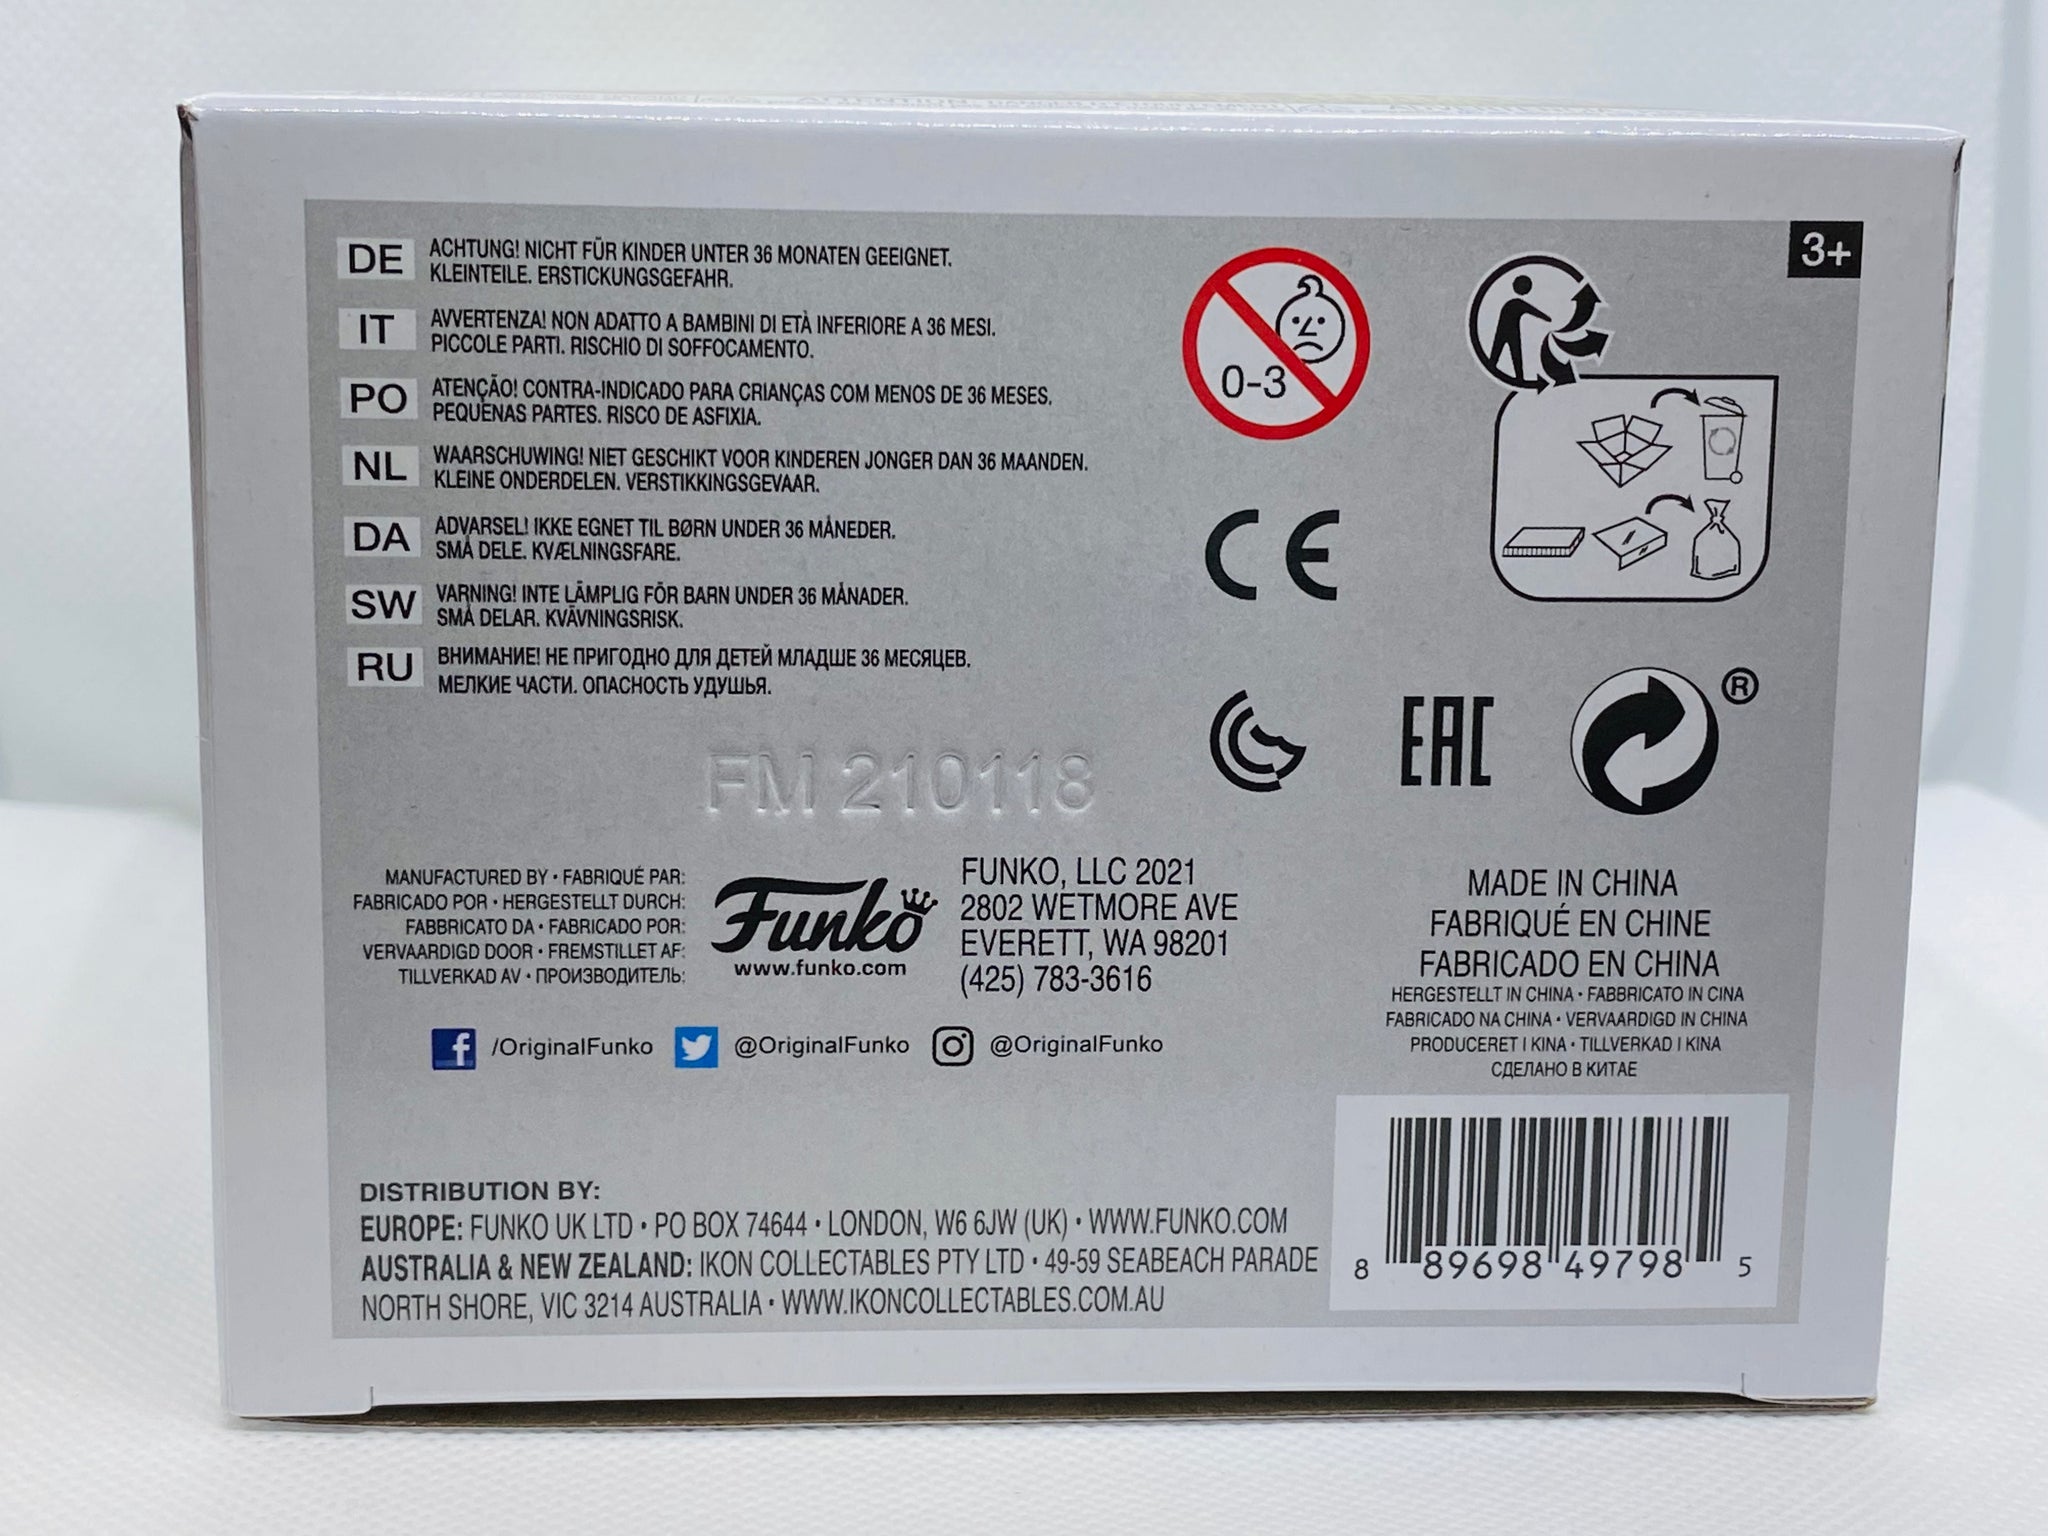 DE ACHTUNG! NICHT FÜR KINDER UNTER 36 MONATEN GEEIGNET.
KLEINTEILE. ERSTICKUNGSGEFAHR.
IT AVVERTENZA! NON ADATTO A BAMBINI DI ETÀ INFERIORE A 36 MESI.
PICCOLE PARTI. RISCHIO DI SOFFOCAMENTO.
PO ATENÇÃO! CONTRA-INDICADO PARA CRIANÇAS COM MENOS DE 36 MESES.
PEQUENAS PARTES. RISCO DE ASFIXIA.
NL WAARSCHUWING! NIET GESCHIKT VOOR KINDEREN JONGER DAN 36 MAANDEN.
KLEINE ONDERDELEN. VERSTIKKINGSGEVAAR.
DA ADVARSEL! IKKE EGNET TIL BØRN UNDER 36 MÅNEDER.
SMÅ DELE. KVÆLNINGSFARE.
SW VARNING! INTE LÄMPLIG FÖR BARN UNDER 36 MÅNADER.
SMÅ DELAR. KVÄVNINGSRISK.
RU ВНИМАНИЕ! НЕ ПРИГОДНО ДЛЯ ДЕТЕЙ МЛАДШЕ 36 МЕСЯЦЕВ.
МЕЛКИЕ ЧАСТИ. ОПАСНОСТЬ УДУШЬЯ.
0-3
3+
CE
EAC
®
FM 210118
MANUFACTURED BY • FABRIQUÉ PAR:
FABRICADO POR • HERGESTELLT DURCH:
FABBRICATO DA • FABRICADO POR:
VERVAARDIGD DOOR • FREMSTILLET AF:
TILLVERKAD AV • ПРОИЗВОДИТЕЛЬ:
Funko
www.funko.com
FUNKO, LLC 2021
2802 WETMORE AVE
EVERETT, WA 98201
(425) 783-3616
MADE IN CHINA
FABRIQUÉ EN CHINE
FABRICADO EN CHINA
HERGESTELLT IN CHINA • FABBRICATO IN CINA
FABRICADO NA CHINA • VERVAARDIGD IN CHINA
PRODUCERET I KINA • TILLVERKAD I KINA
СДЕЛАНО В КИТАЕ
/OriginalFunko @OriginalFunko @OriginalFunko
DISTRIBUTION BY:
EUROPE: FUNKO UK LTD • PO BOX 74644 • LONDON, W6 6JW (UK) • WWW.FUNKO.COM
AUSTRALIA & NEW ZEALAND: IKON COLLECTABLES PTY LTD • 49-59 SEABEACH PARADE
NORTH SHORE, VIC 3214 AUSTRALIA • WWW.IKONCOLLECTABLES.COM.AU
8 89698 49798 5